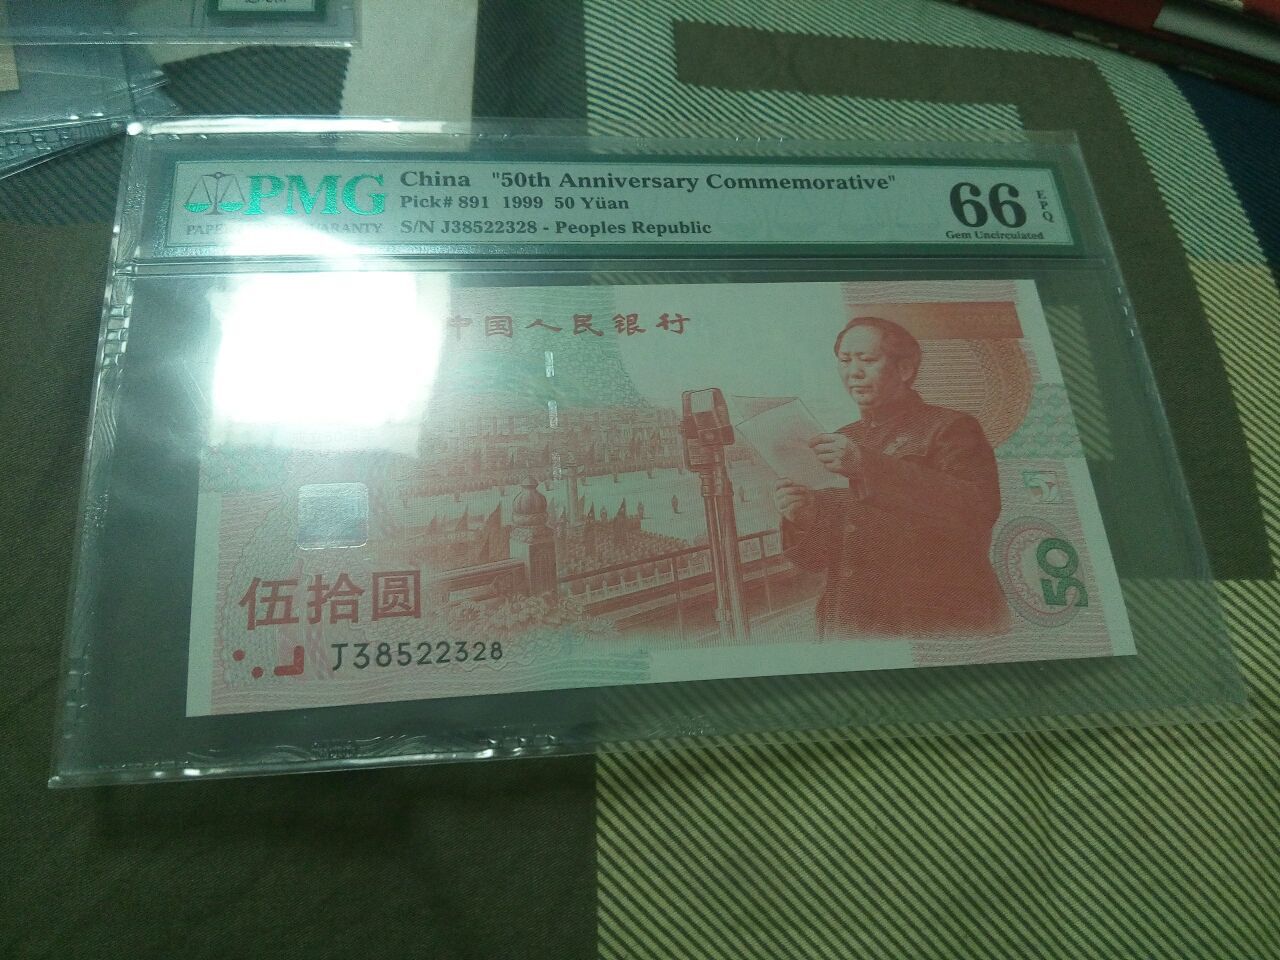 PMG
China "50th Anniversary Commemorative"
Pick# 891 1999 50 Yüan
S/N J38522328 - Peoples Republic
66
EPQ
Gem Uncirculated
中国人民银行
伍拾圆
J38522328
50